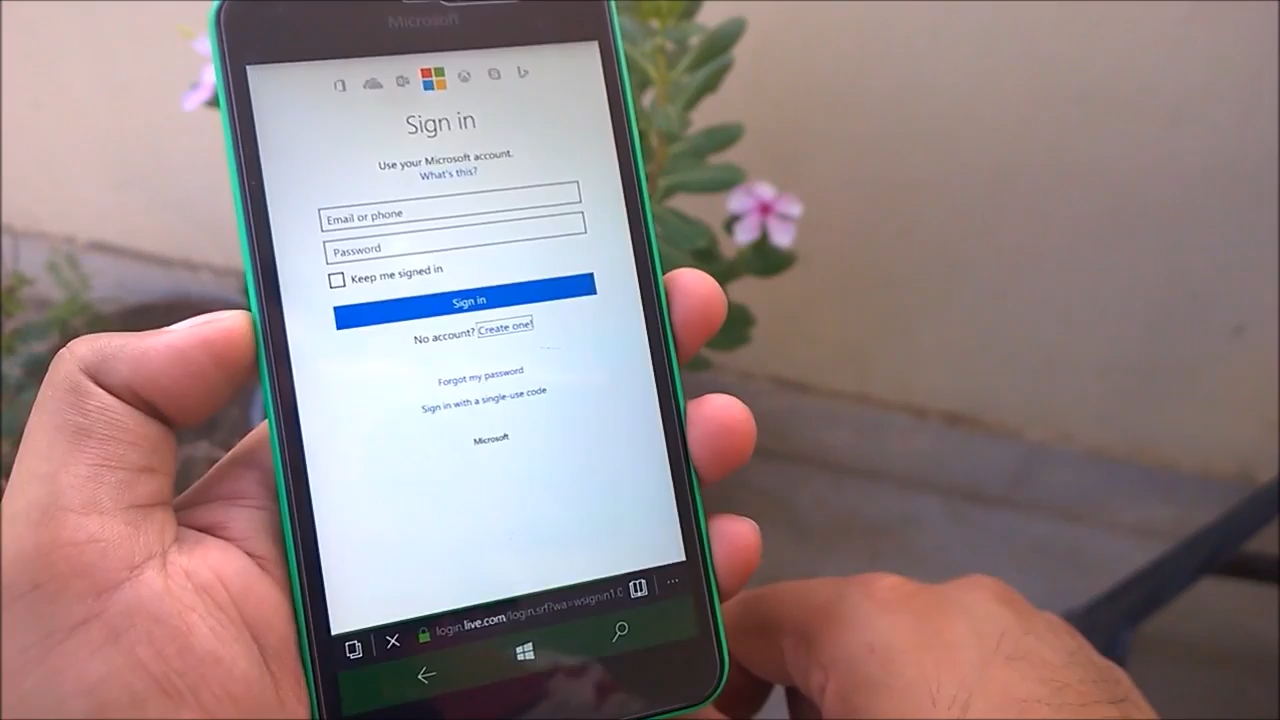 Microsoft
Sign in
Use your Microsoft account.
What's this?
Email or phone
Password
Keep me signed in
Sign in
No account? Create one!
Forgot my password
Sign in with a single-use code
Microsoft
login.live.com/login.srf?wa=wsignin1.0